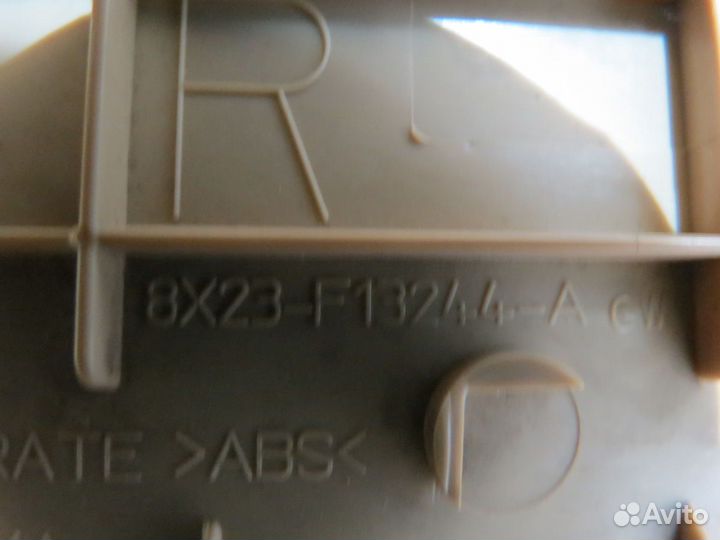 R
8X23-F13244-A
RATE >ABS<
Avito